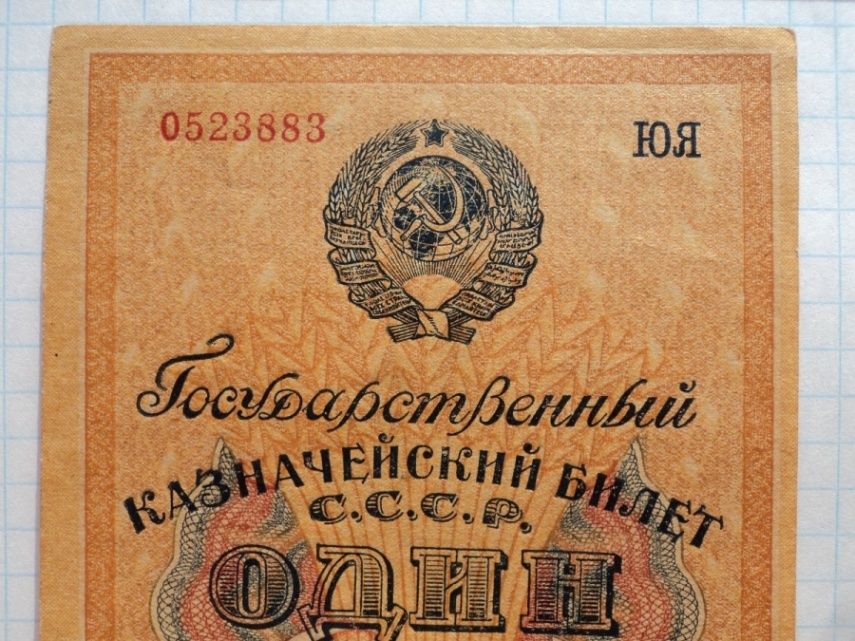 0523883 ЮЯ
Государственный
КАЗНАЧЕЙСКИЙ БИЛЕТ
С.С.С.Р.
ОДИН